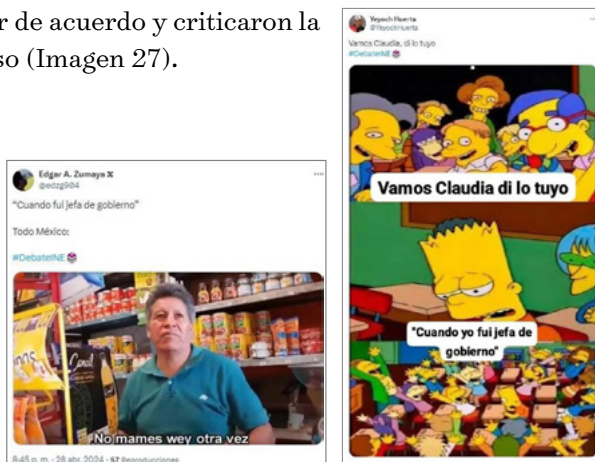 r de acuerdo y criticaron la
so (Imagen 27).
Edgar A. Zumaya X
@edzg984
"Cuando fui jefa de gobierno"
Todo México:
#DebateINE
No mames wey otra vez
8:45 p. m. · 28 abr. 2024 · 57 Reproducciones
Yeyoch Huerta
@YeyochHuerta
Vamos Claudia, di lo tuyo
#DebateINE
Vamos Claudia di lo tuyo
"Cuando yo fui jefa de
gobierno"